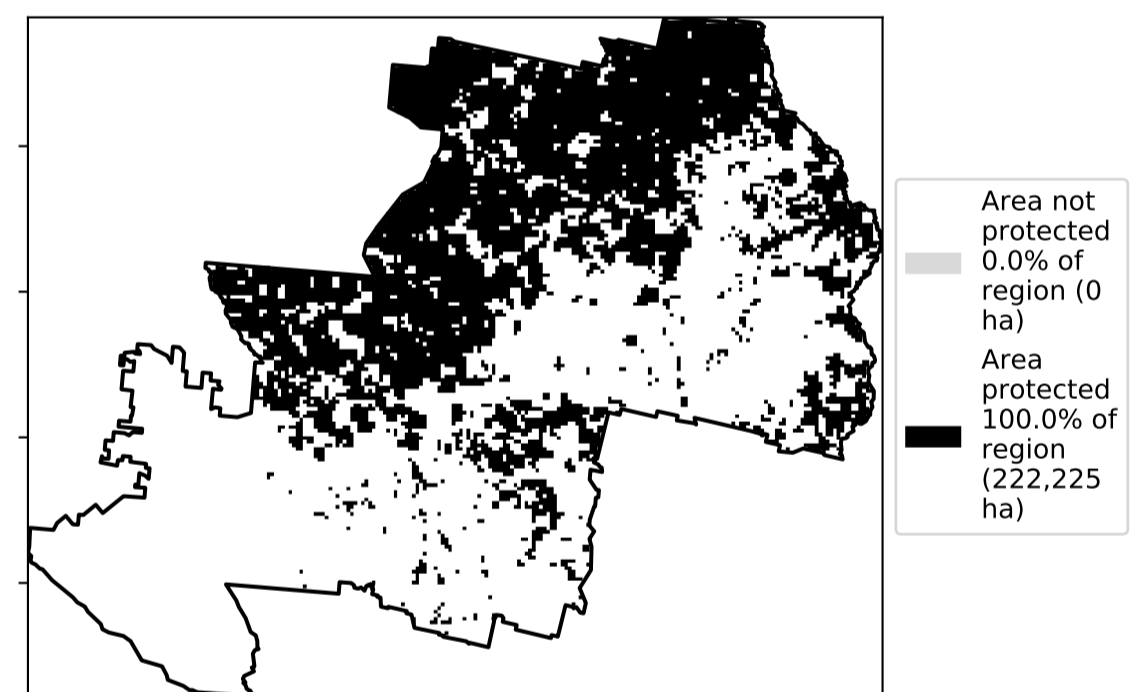 Area not
protected
0.0% of
region (0
ha)
Area
protected
100.0% of
region
(222,225
ha)